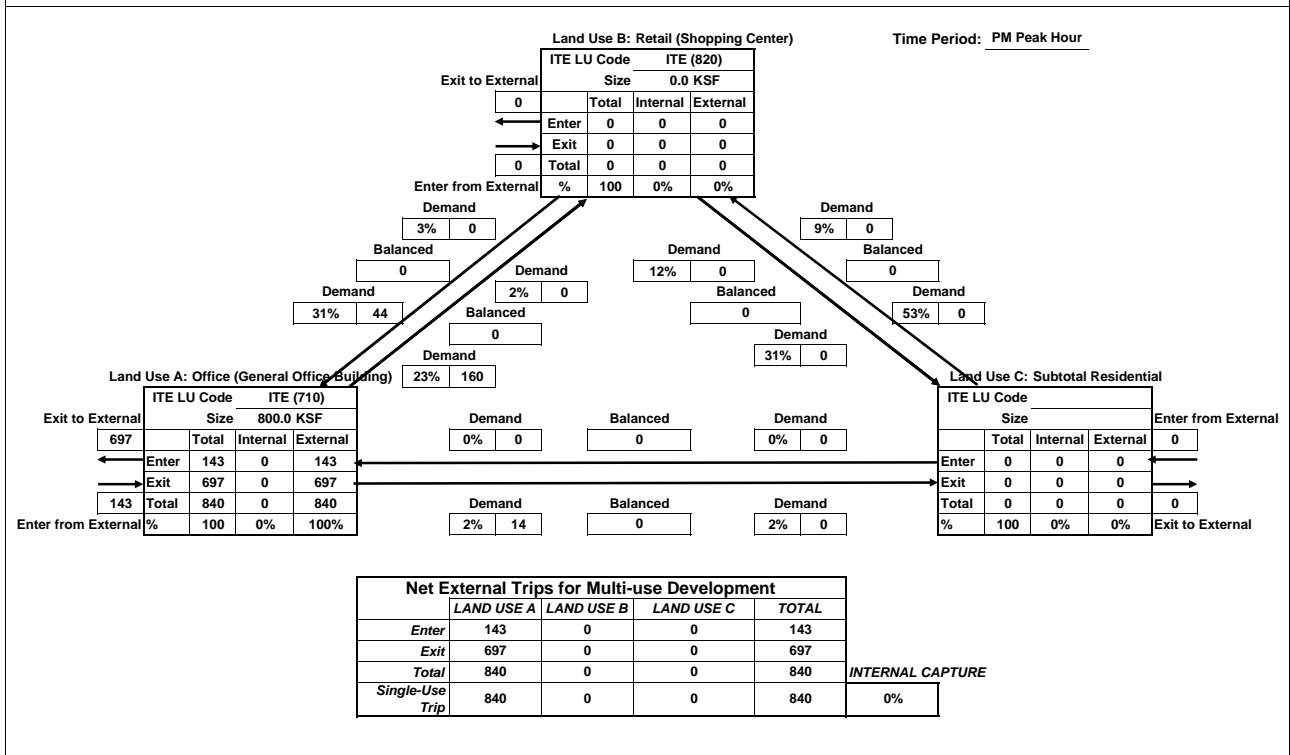 Land Use B: Retail (Shopping Center)
Time Period: PM Peak Hour
ITE LU Code ITE (820)
Exit to External Size 0.0 KSF
0 Total Internal External
Enter 0 0 0
Exit 0 0 0
0 Total 0 0 0
Enter from External % 100 0% 0%
Demand Demand
3% 0 9% 0
Balanced Demand Balanced
0 Demand 12% 0 0
Demand 2% 0 Balanced Demand
31% 44 Balanced 0 53% 0
0 Demand
Demand 31% 0
Land Use A: Office (General Office Building) 23% 160 Land Use C: Subtotal Residential
ITE LU Code ITE (710) ITE LU Code
Exit to External Size 800.0 KSF Demand Balanced Demand Size Enter from External
697 Total Internal External 0% 0 0 0% 0 Total Internal External 0
Enter 143 0 143 Enter 0 0 0
Exit 697 0 697 Exit 0 0 0
143 Total 840 0 840 Demand Balanced Demand Total 0 0 0 0
Enter from External % 100 0% 100% 2% 14 0 2% 0 % 100 0% 0% Exit to External
Net External Trips for Multi-use Development
LAND USE A LAND USE B LAND USE C TOTAL
Enter 143 0 0 143
Exit 697 0 0 697
Total 840 0 0 840 INTERNAL CAPTURE
Single-Use
Trip 840 0 0 840 0%